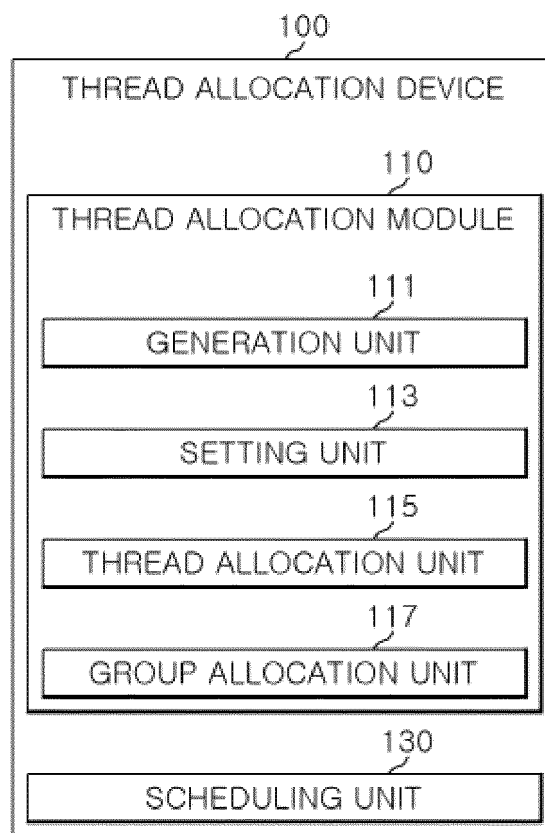 100
THREAD ALLOCATION DEVICE
110
THREAD ALLOCATION MODULE
111
GENERATION UNIT
113
SETTING UNIT
115
THREAD ALLOCATION UNIT
117
GROUP ALLOCATION UNIT
130
SCHEDULING UNIT